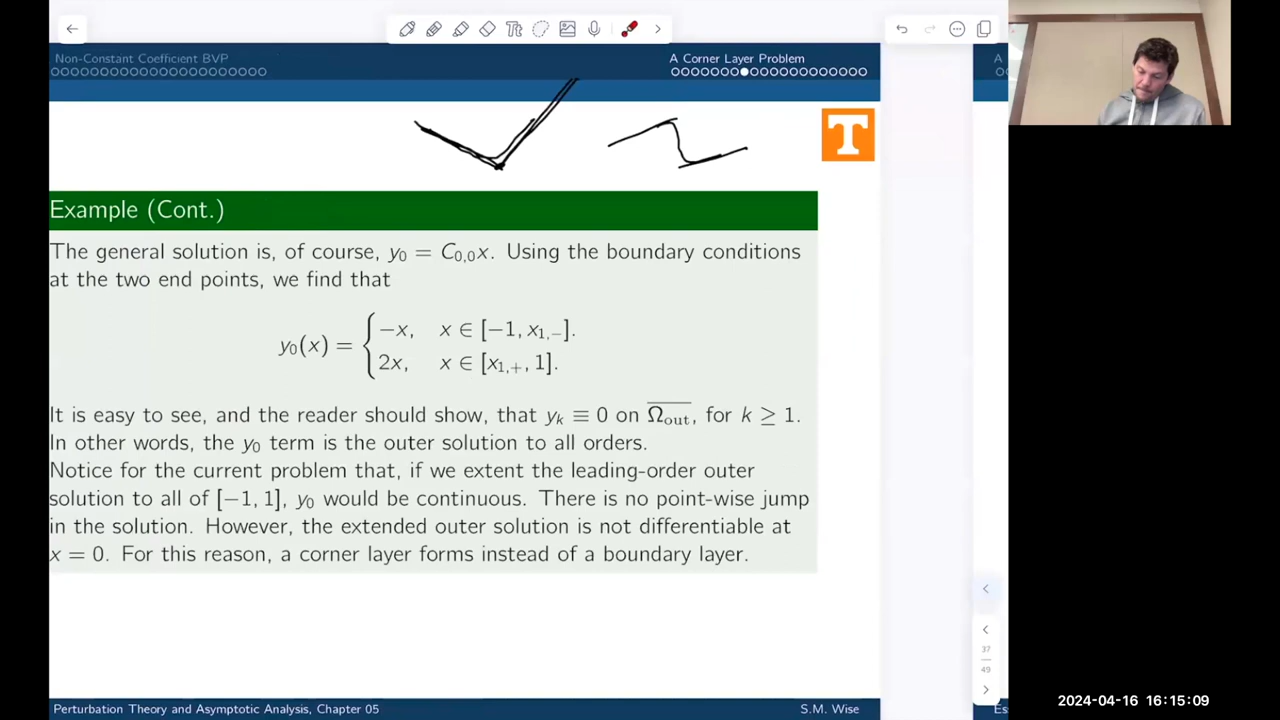 Tt
Non-Constant Coefficient BVP
A Corner Layer Problem
A
T
Example (Cont.)
The general solution is, of course, y₀ = C₀,₀x. Using the boundary conditions
at the two end points, we find that
y₀(x) = { −x, x ∈ [−1, x₁,₋].
2x, x ∈ [x₁,₊, 1].
It is easy to see, and the reader should show, that yₖ ≡ 0 on Ω̅ₒᵤₜ, for k ≥ 1.
In other words, the y₀ term is the outer solution to all orders.
Notice for the current problem that, if we extent the leading-order outer
solution to all of [−1, 1], y₀ would be continuous. There is no point-wise jump
in the solution. However, the extended outer solution is not differentiable at
x = 0. For this reason, a corner layer forms instead of a boundary layer.
37
49
Perturbation Theory and Asymptotic Analysis, Chapter 05
S.M. Wise
Es
2024-04-16 16:15:09